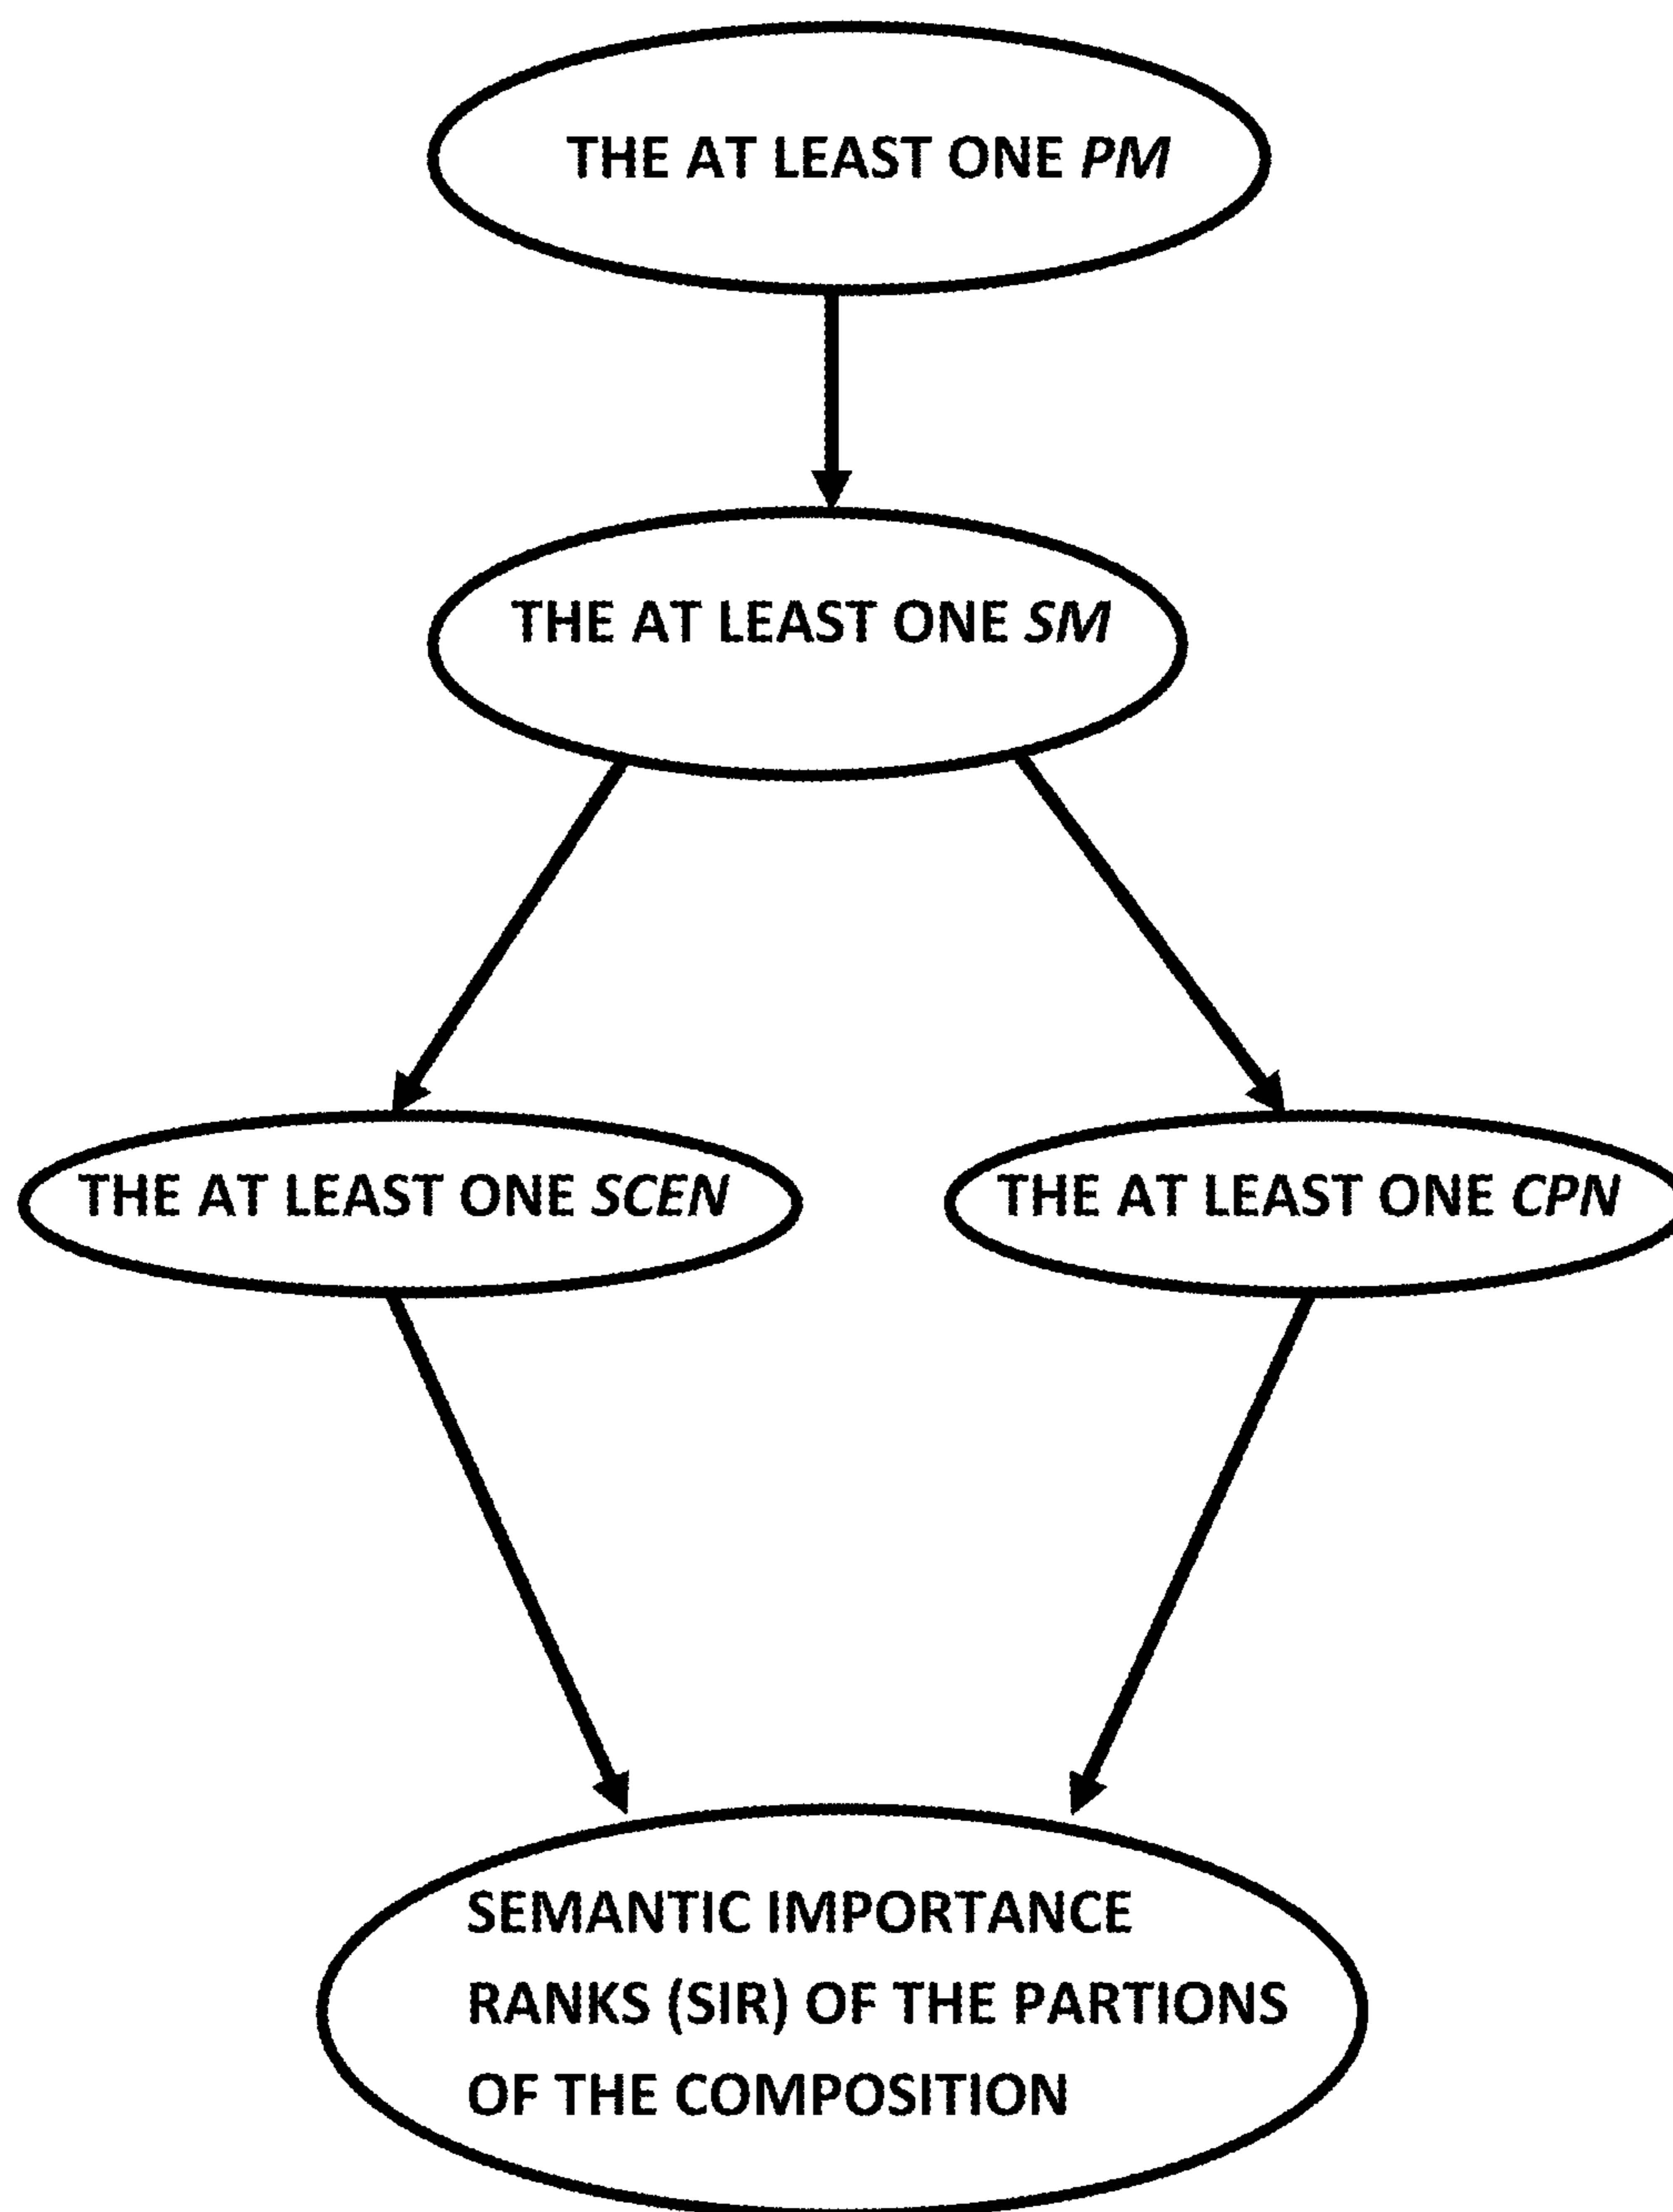 THE AT LEAST ONE PM
THE AT LEAST ONE SM
THE AT LEAST ONE SCEN
THE AT LEAST ONE CPN
SEMANTIC IMPORTANCE
RANKS (SIR) OF THE PARTIONS
OF THE COMPOSITION